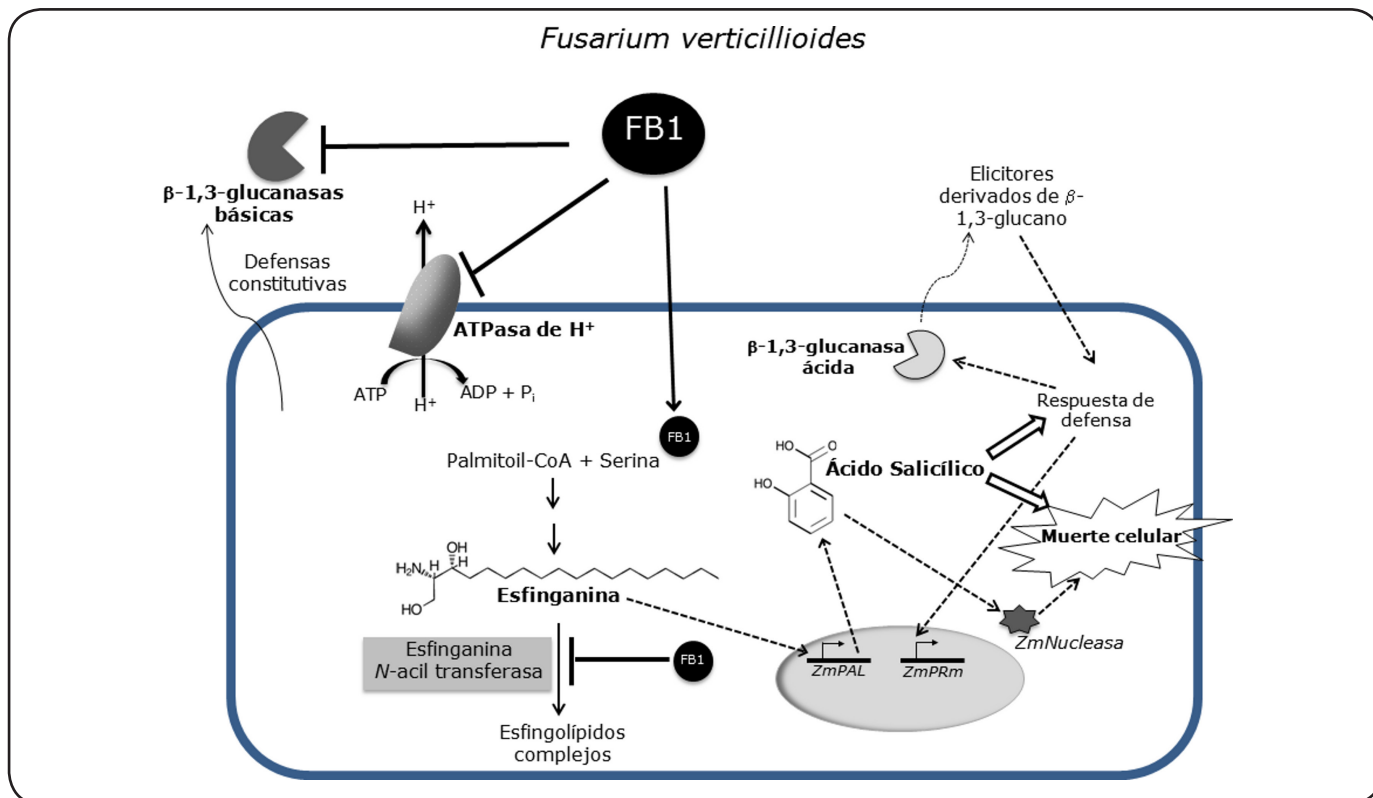 Fusarium verticillioides
FB1
β-1,3-glucanasas
básicas
Defensas
constitutivas
H⁺
ATPasa de H⁺
ATP
H⁺
ADP + Pᵢ
Elicitores
derivados de β-
1,3-glucano
β-1,3-glucanasa
ácida
Respuesta de
defensa
FB1
Palmitoil-CoA + Serina
HO
O
HO
Ácido Salicílico
Muerte celular
OH
H₂N
H
H
HO
Esfinganina
Esfinganina
N-acil transferasa
FB1
Esfingolípidos
complejos
ZmPAL
ZmPRm
ZmNucleasa